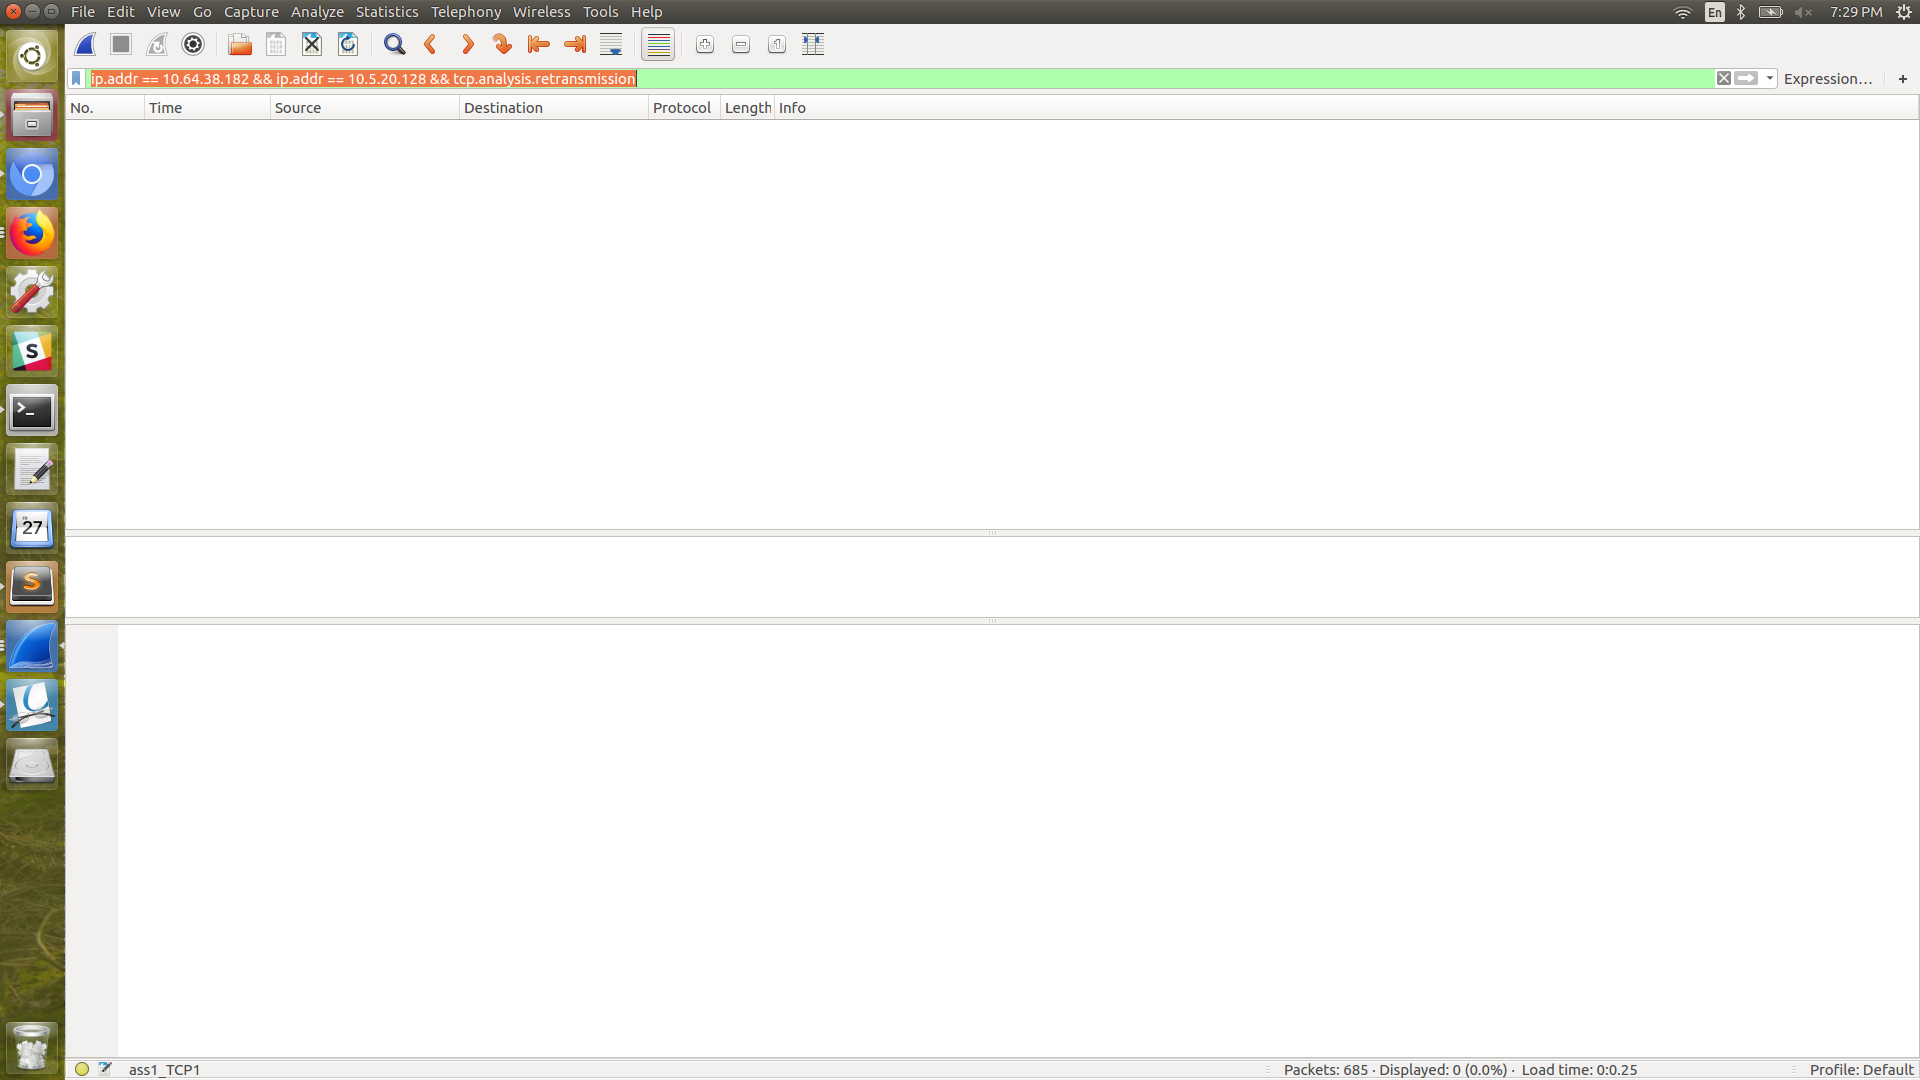 File Edit View Go Capture Analyze Statistics Telephony Wireless Tools Help
En 7:29 PM
ip.addr == 10.64.38.182 && ip.addr == 10.5.20.128 && tcp.analysis.retransmission
Expression… +
No. Time Source Destination Protocol Length Info
S
27
S
ass1_TCP1
Packets: 685 · Displayed: 0 (0.0%) · Load time: 0:0.25
Profile: Default